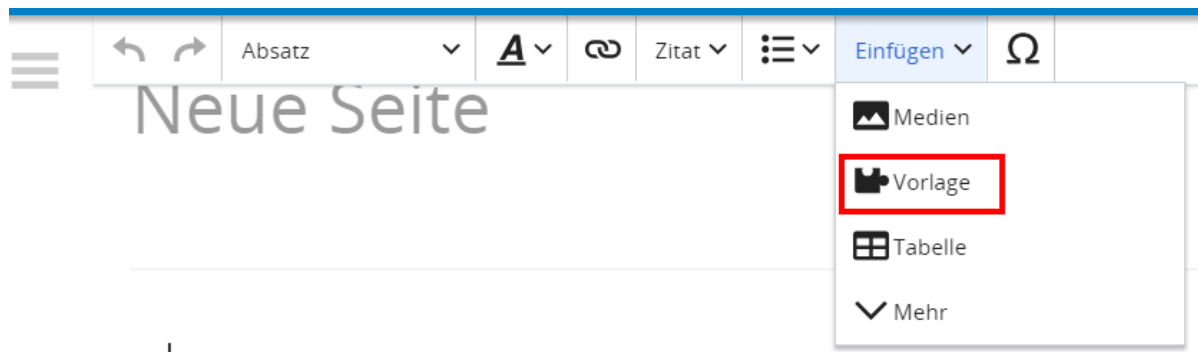 Absatz A Zitat Einfügen Ω
Neue Seite
Medien
Vorlage
Tabelle
Mehr